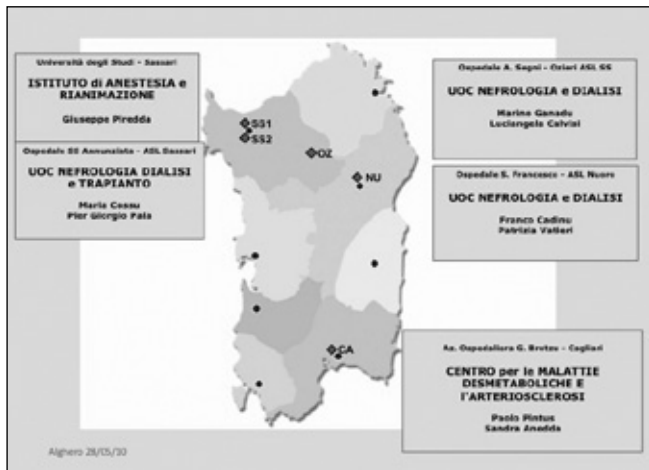 Università degli Studi - Sassari
ISTITUTO di ANESTESIA e
RIANIMAZIONE
Giuseppe Piredda
Ospedale SS Annunziata - ASL Sassari
UOC NEFROLOGIA DIALISI
e TRAPIANTO
Maria Cossu
Pier Giorgio Pala
SS1
SS2
OZ
NU
CA
Ospedale A. Segni - Ozieri ASL SS
UOC NEFROLOGIA e DIALISI
Marina Ganadu
Luciangela Calvisi
Ospedale S. Francesco - ASL Nuoro
UOC NEFROLOGIA e DIALISI
Franco Cadinu
Patrizia Vatieri
Az. Ospedaliera G. Brotzu - Cagliari
CENTRO per le MALATTIE
DISMETABOLICHE E
l'ARTERIOSCLEROSI
Paolo Pintus
Sandra Anedda
Alghero 28/05/10